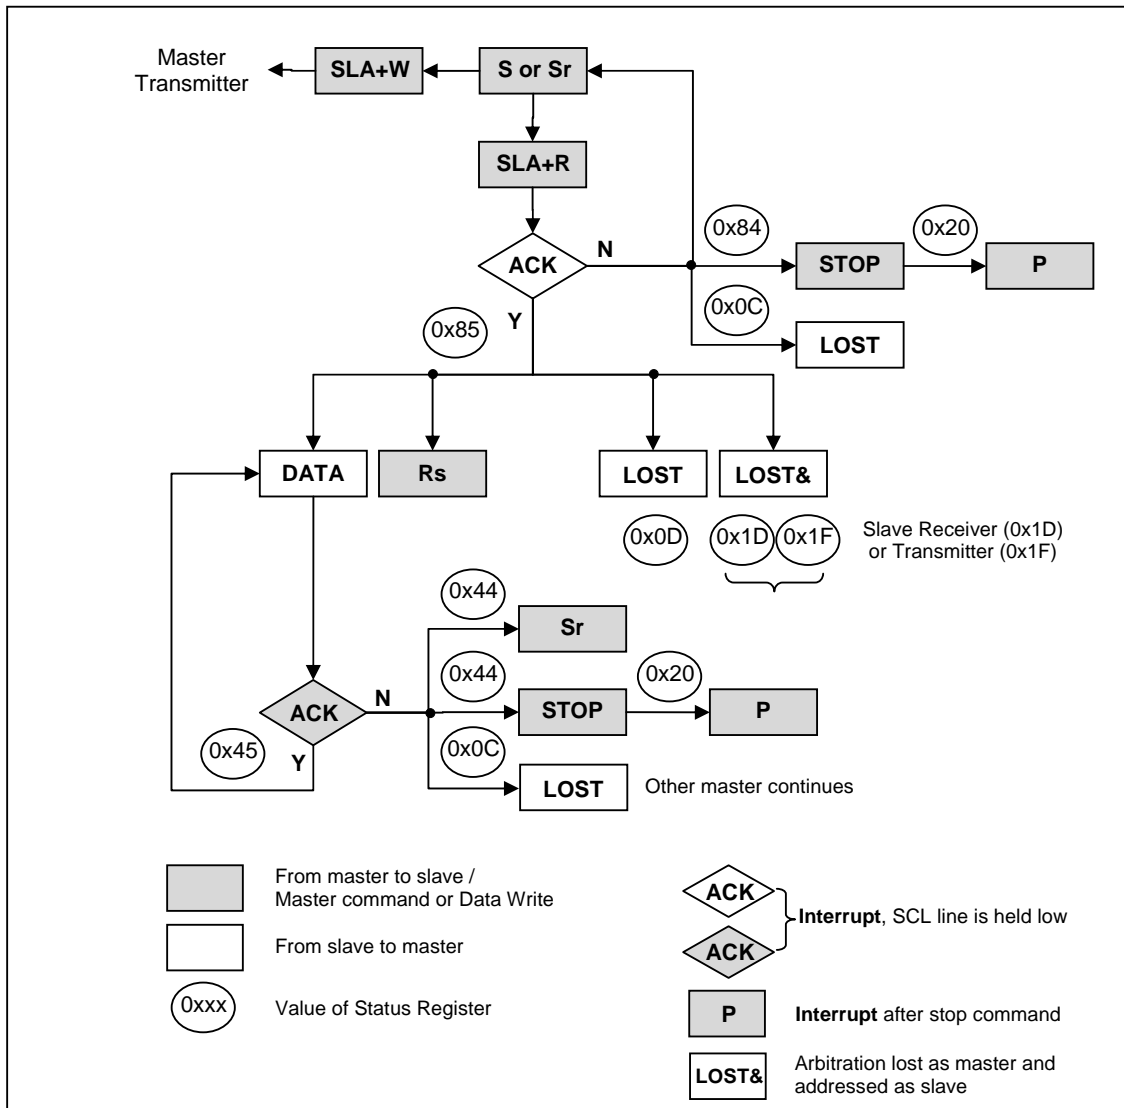 Master
Transmitter
SLA+W
S or Sr
SLA+R
ACK
N
0x84
STOP
0x20
P
0x0C
LOST
Y
0x85
DATA
Rs
LOST
LOST&
0x0D
0x1D
0x1F
Slave Receiver (0x1D)
or Transmitter (0x1F)
0x44
Sr
ACK
N
0x44
STOP
0x20
P
0x45
Y
0x0C
LOST
Other master continues
From master to slave /
Master command or Data Write
From slave to master
0xxx
Value of Status Register
ACK
ACK
Interrupt, SCL line is held low
P
Interrupt after stop command
LOST&
Arbitration lost as master and
addressed as slave